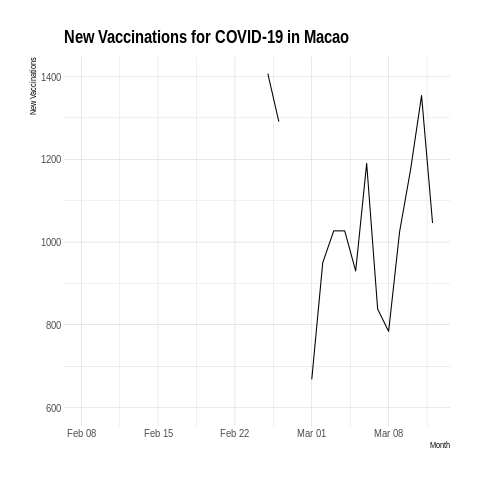 New Vaccinations for COVID-19 in Macao
New Vaccinations
1400
1200
1000
800
600
Feb 08 Feb 15 Feb 22 Mar 01 Mar 08
Month